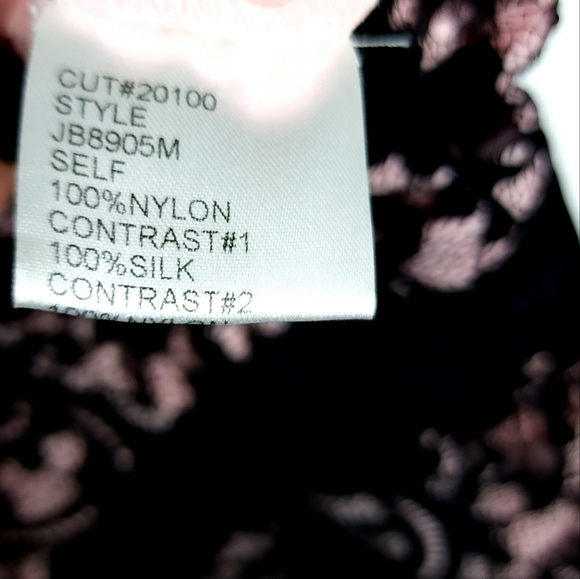 CUT#20100
STYLE
JB8905M
SELF
100%NYLON
CONTRAST#1
100%SILK
CONTRAST#2